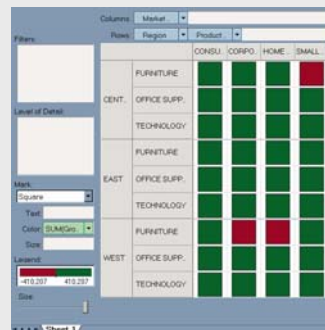 Columns: Market..
Rows: Region Product..
Filters:
CONSU. CORPO. HOME.. SMALL..
FURNITURE
CENT.. OFFICE SUPP..
TECHNOLOGY
Level of Detail:
FURNITURE
EAST OFFICE SUPP..
TECHNOLOGY
Mark:
Square
Text:
Color: SUM(Gro..
Size:
FURNITURE
WEST OFFICE SUPP..
TECHNOLOGY
Legend:
-410,207 410,207
Size:
Sheet 1